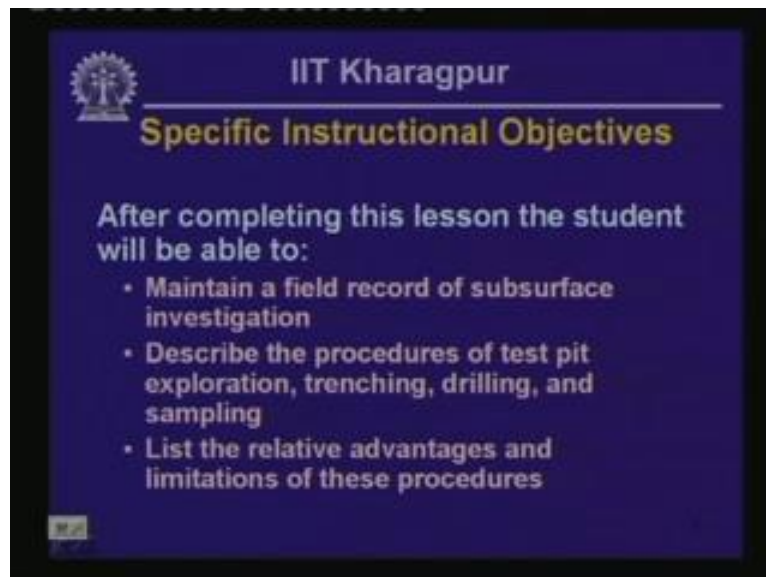 IIT Kharagpur
Specific Instructional Objectives
After completing this lesson the student
will be able to:
• Maintain a field record of subsurface
investigation
• Describe the procedures of test pit
exploration, trenching, drilling, and
sampling
• List the relative advantages and
limitations of these procedures